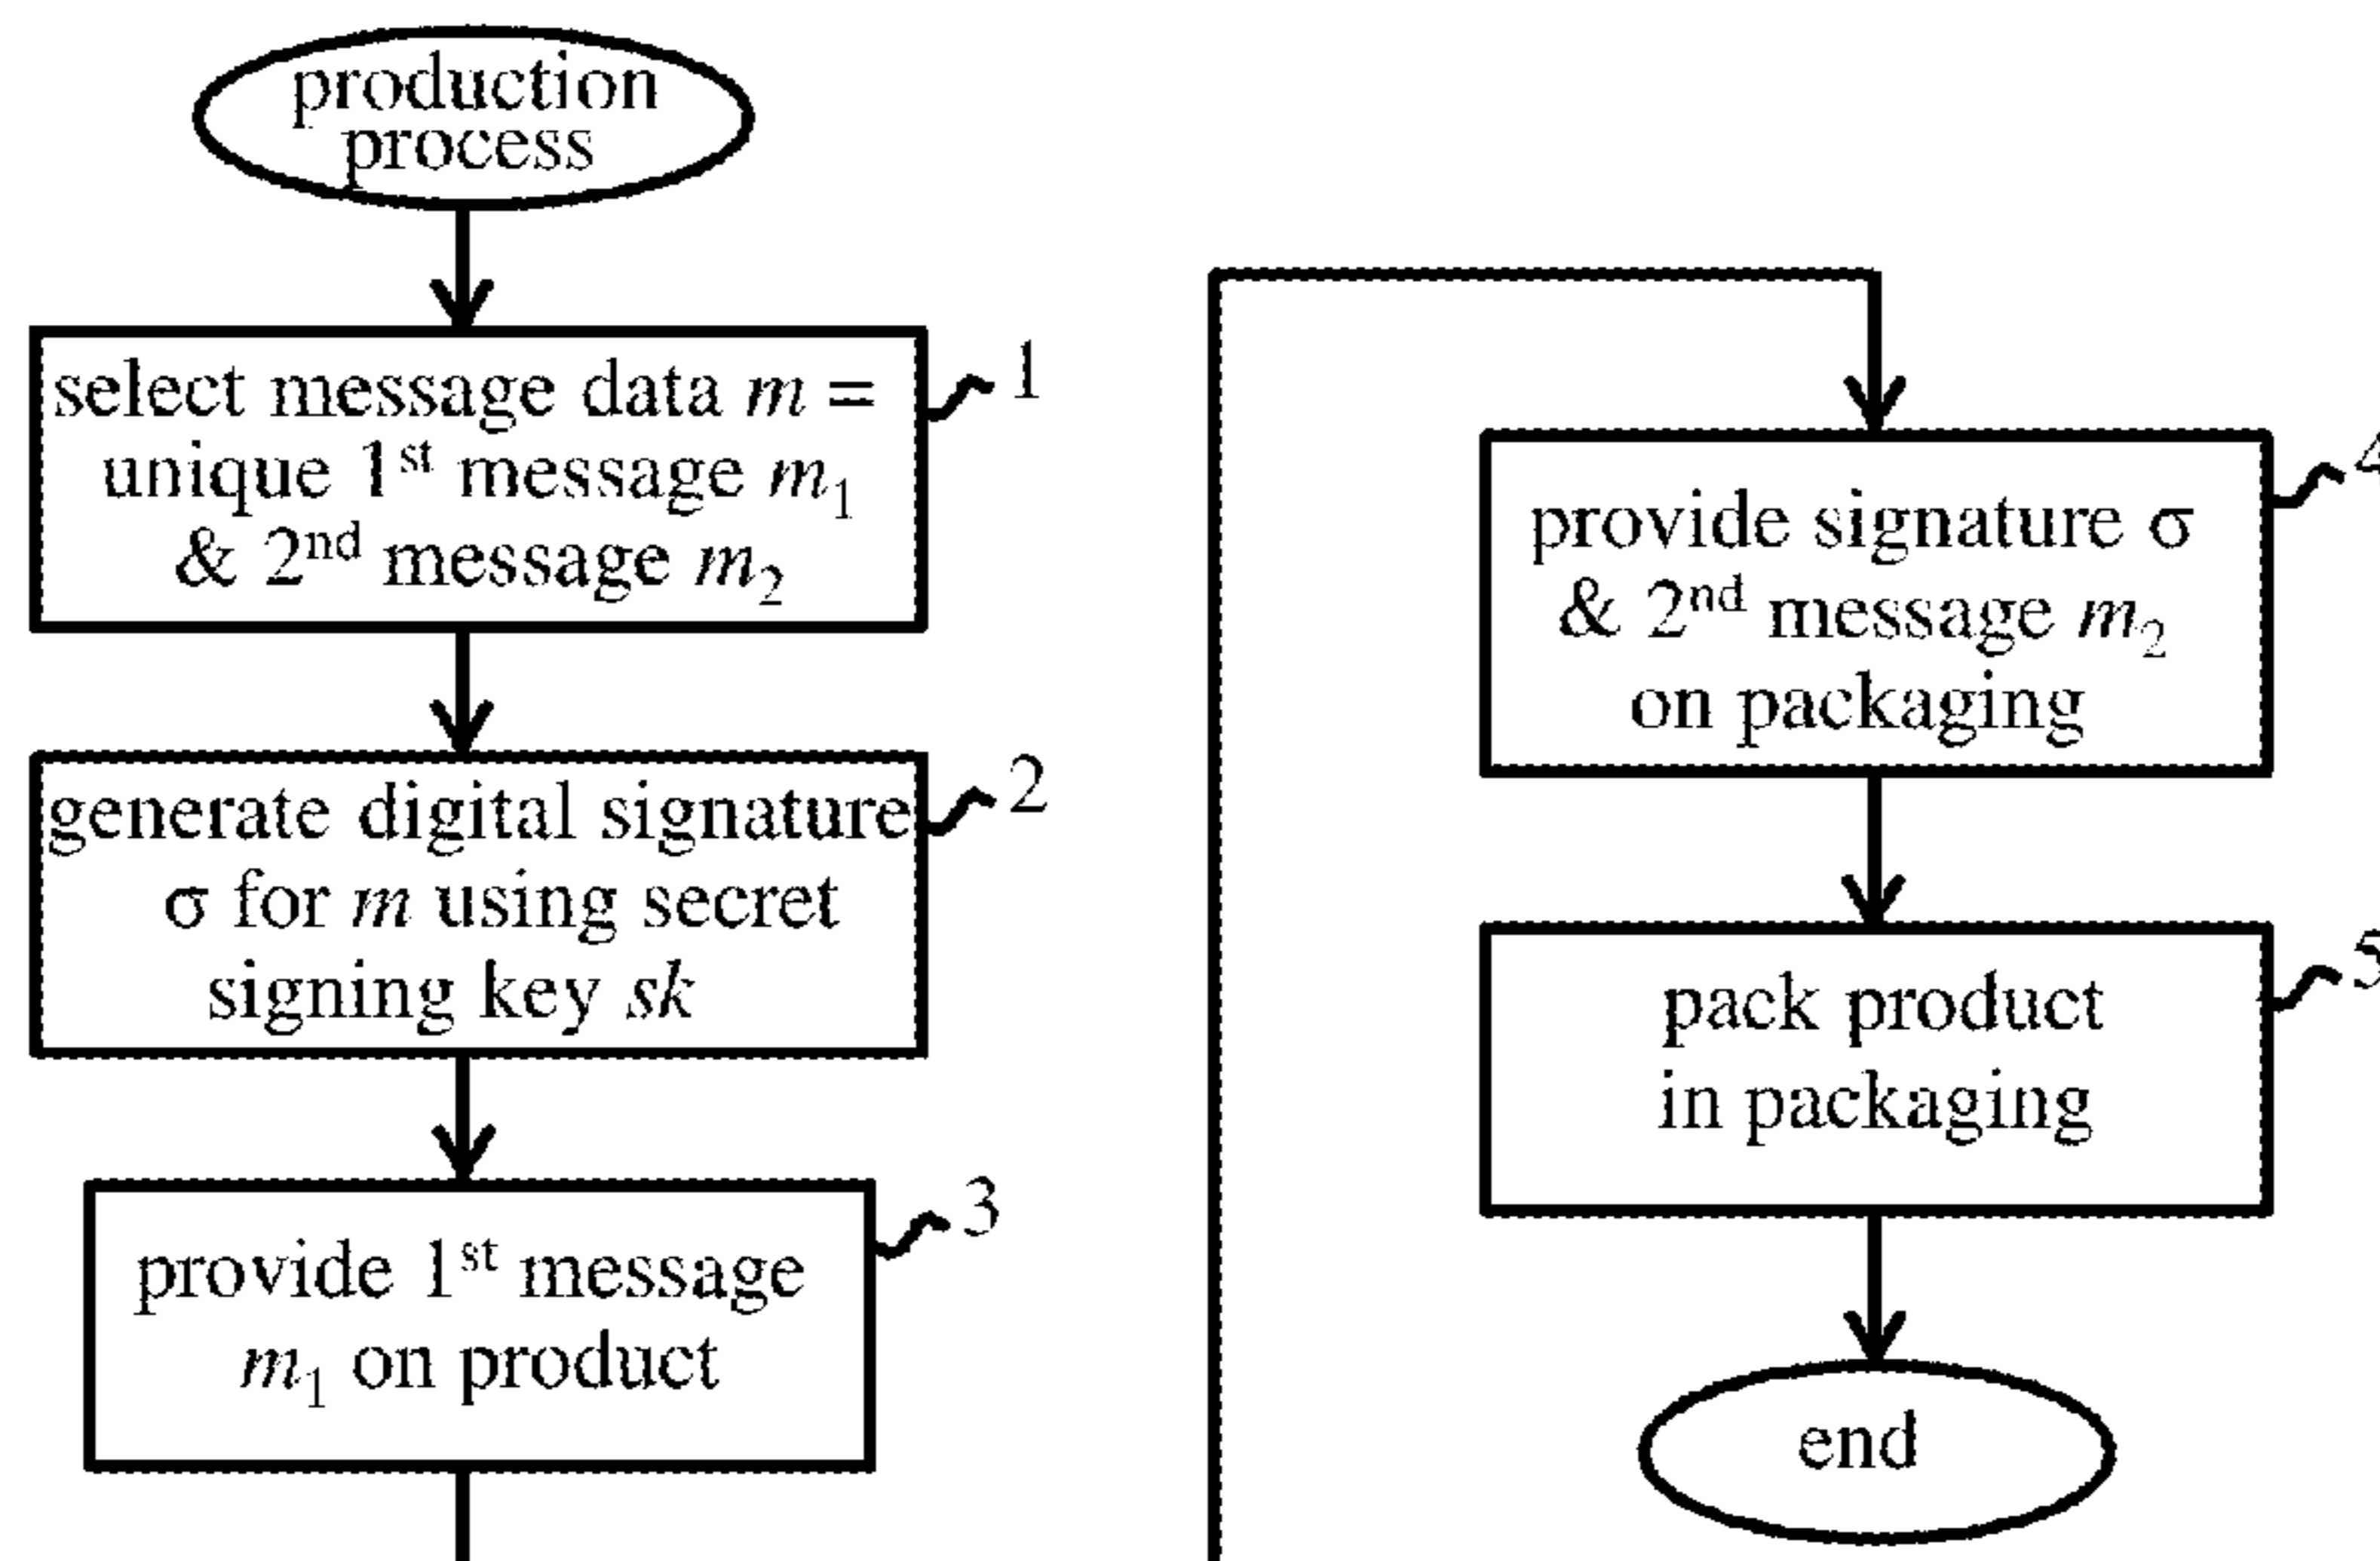 production
process
select message data m =
unique 1st message m1
& 2nd message m2
1
generate digital signature
σ for m using secret
signing key sk
2
provide 1st message
m1 on product
3
provide signature σ
& 2nd message m2
on packaging
4
pack product
in packaging
5
end